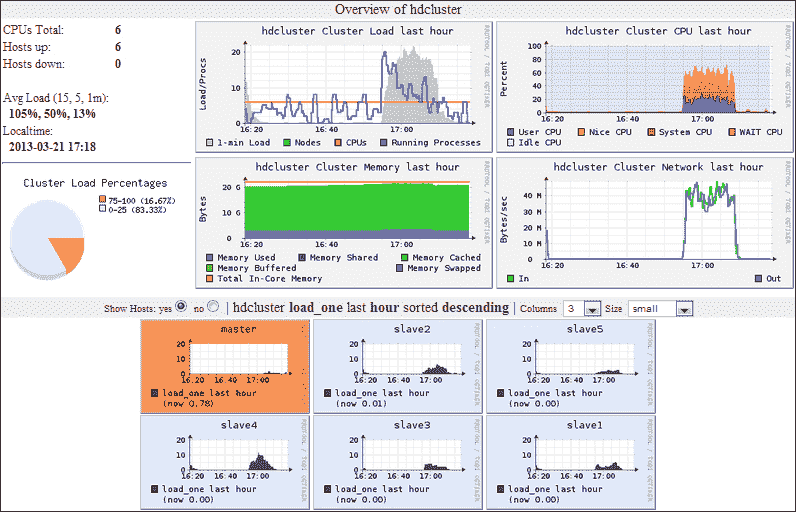 Overview of hdcluster
CPUs Total: 6
Hosts up: 6
Hosts down: 0
Avg Load (15, 5, 1m):
105%, 50%, 13%
Localtime:
2013-03-21 17:18
Cluster Load Percentages
75-100 (16.67%)
0-25 (83.33%)
hdcluster Cluster Load last hour
Load/Procs
20
10
0
16:20 16:40 17:00
1-min Load Nodes CPUs Running Processes
hdcluster Cluster CPU last hour
Percent
100
80
60
40
20
0
16:20 16:40 17:00
User CPU Nice CPU System CPU WAIT CPU
Idle CPU
hdcluster Cluster Memory last hour
Bytes
20 G
10 G
0
16:20 16:40 17:00
Memory Used Memory Shared Memory Cached
Memory Buffered Memory Swapped
Total In-Core Memory
hdcluster Cluster Network last hour
Bytes/sec
40 M
30 M
20 M
10 M
0
16:20 16:40 17:00
In Out
RRDTOOL / TOBI OETIKER
RRDTOOL / TOBI OETIKER
RRDTOOL / TOBI OETIKER
RRDTOOL / TOBI OETIKER
Show Hosts: yes no | hdcluster load_one last hour sorted descending | Columns 3 Size small
master
20
10
0
16:20 16:40 17:00
load_one last hour
(now 0.78)
slave2
20
10
0
16:20 16:40 17:00
load_one last hour
(now 0.01)
slave5
20
10
0
16:20 16:40 17:00
load_one last hour
(now 0.00)
slave4
20
10
0
16:20 16:40 17:00
load_one last hour
(now 0.00)
slave3
20
10
0
16:20 16:40 17:00
load_one last hour
(now 0.00)
slave1
20
10
0
16:20 16:40 17:00
load_one last hour
(now 0.00)